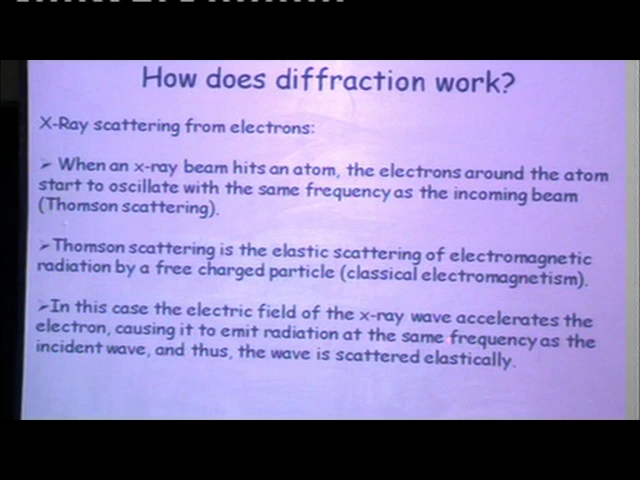 How does diffraction work?
X-Ray scattering from electrons:
➢ When an x-ray beam hits an atom, the electrons around the atom
start to oscillate with the same frequency as the incoming beam
(Thomson scattering).
➢Thomson scattering is the elastic scattering of electromagnetic
radiation by a free charged particle (classical electromagnetism).
➢In this case the electric field of the x-ray wave accelerates the
electron, causing it to emit radiation at the same frequency as the
incident wave, and thus, the wave is scattered elastically.